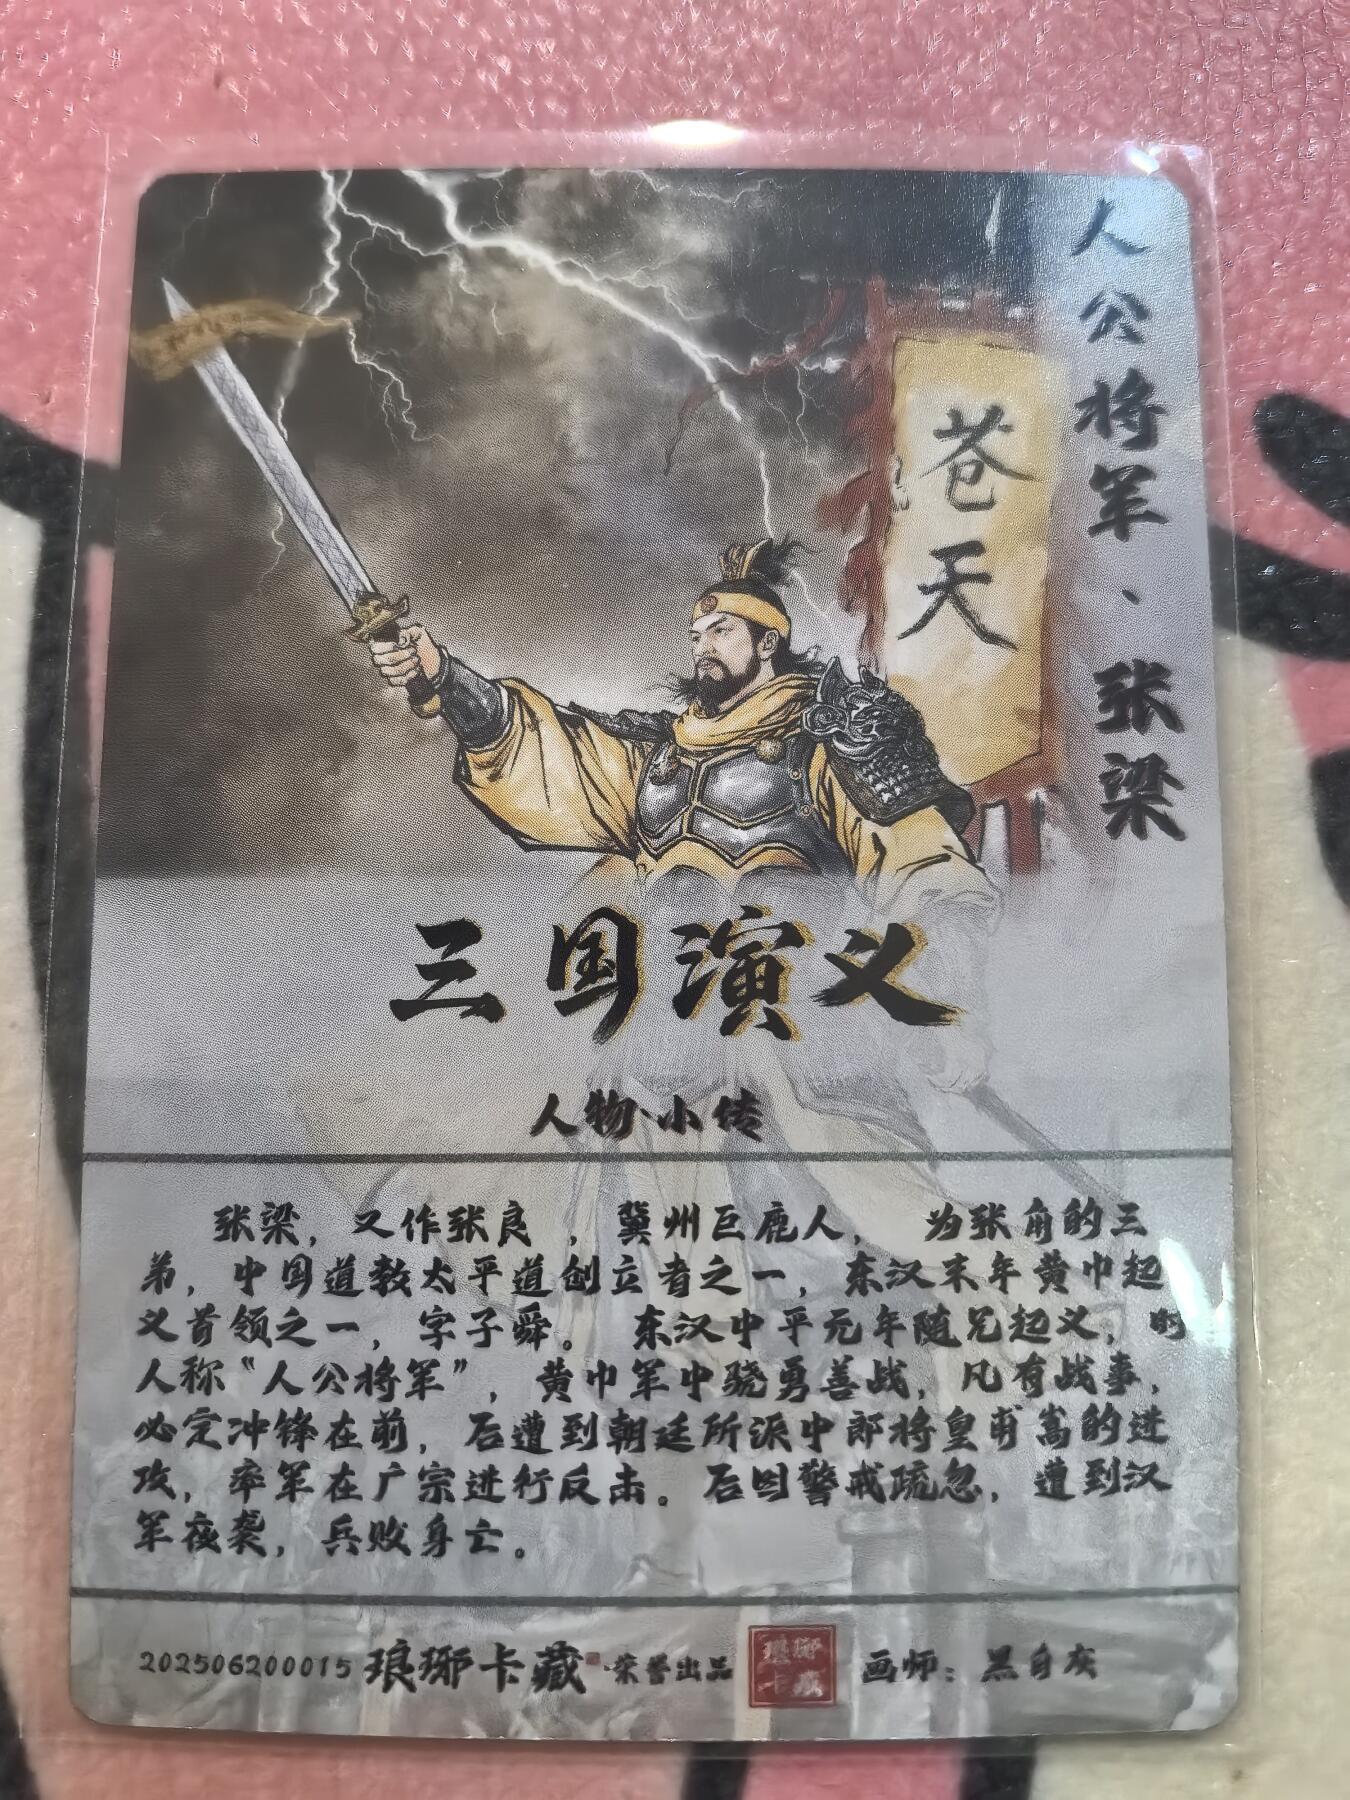 人公将军·张梁
苍天
三国演义
人物·小传
张梁，又作张良，冀州巨鹿人，为张角的三
弟，中国道教太平道创立者之一，东汉末年黄巾起
义首领之一，字子舜。东汉中平元年随兄起义，时
人称“人公将军”，黄巾军中骁勇善战，凡有战事，
必定冲锋在前，后遭到朝廷所派中郎将皇甫嵩的进
攻，率军在广宗进行反击。后因警戒疏忽，遭到汉
军夜袭，兵败身亡。
202506200015 琅琊卡藏·荣誉出品 琅琊卡藏 画师：黑白灰